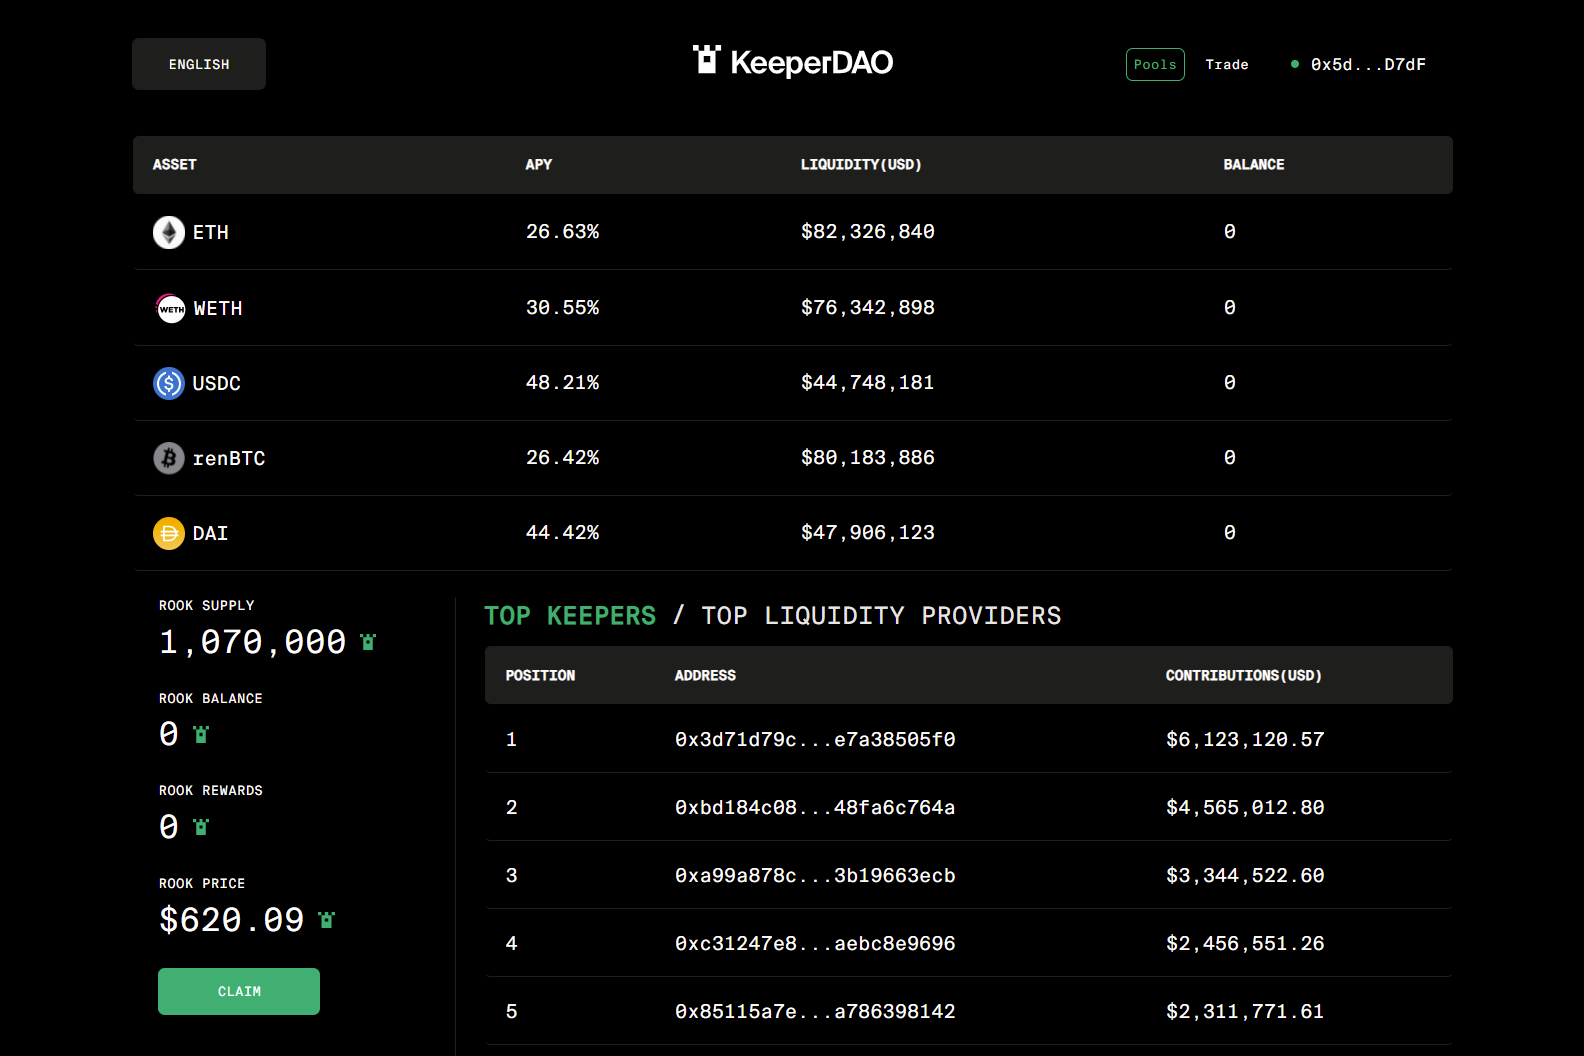 ENGLISH KeeperDAO Pools Trade 0x5d...D7dF
ASSET APY LIQUIDITY(USD) BALANCE
ETH 26.63% $82,326,840 0
WETH WETH 30.55% $76,342,898 0
USDC 48.21% $44,748,181 0
renBTC 26.42% $80,183,886 0
DAI 44.42% $47,906,123 0
ROOK SUPPLY
1,070,000
ROOK BALANCE
0
ROOK REWARDS
0
ROOK PRICE
$620.09
CLAIM
TOP KEEPERS / TOP LIQUIDITY PROVIDERS
POSITION ADDRESS CONTRIBUTIONS(USD)
1 0x3d71d79c...e7a38505f0 $6,123,120.57
2 0xbd184c08...48fa6c764a $4,565,012.80
3 0xa99a878c...3b19663ecb $3,344,522.60
4 0xc31247e8...aebc8e9696 $2,456,551.26
5 0x85115a7e...a786398142 $2,311,771.61